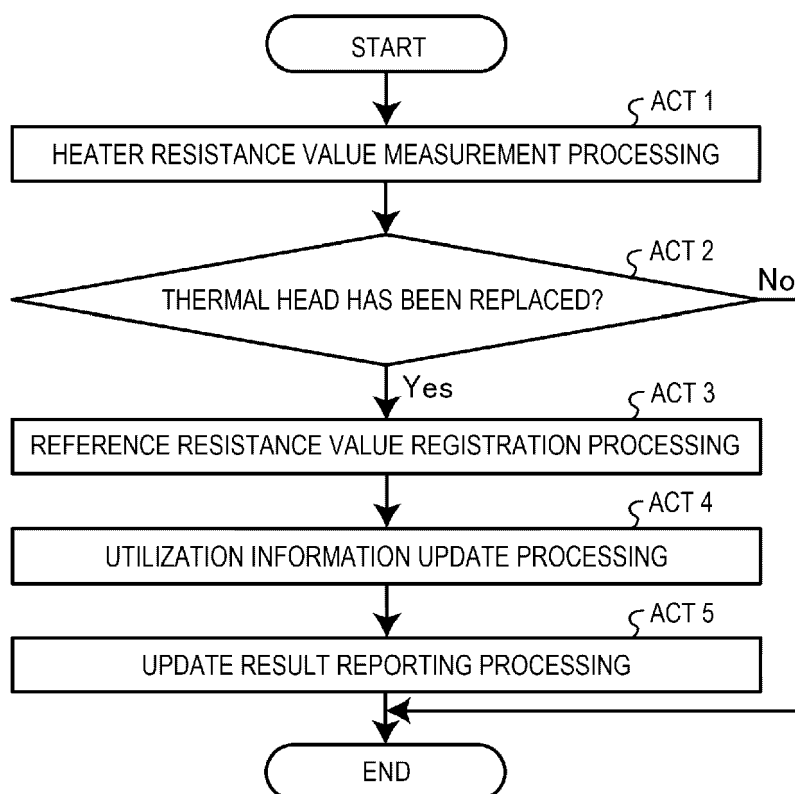 START
ACT 1
HEATER RESISTANCE VALUE MEASUREMENT PROCESSING
ACT 2
THERMAL HEAD HAS BEEN REPLACED?
No
Yes
ACT 3
REFERENCE RESISTANCE VALUE REGISTRATION PROCESSING
ACT 4
UTILIZATION INFORMATION UPDATE PROCESSING
ACT 5
UPDATE RESULT REPORTING PROCESSING
END